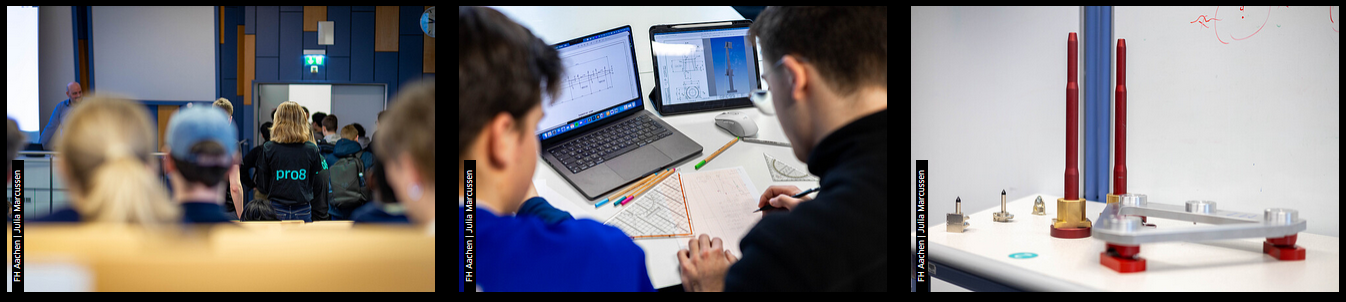 FH Aachen | Julia Marcussen
pro8
FH Aachen | Julia Marcussen
FH Aachen | Julia Marcussen